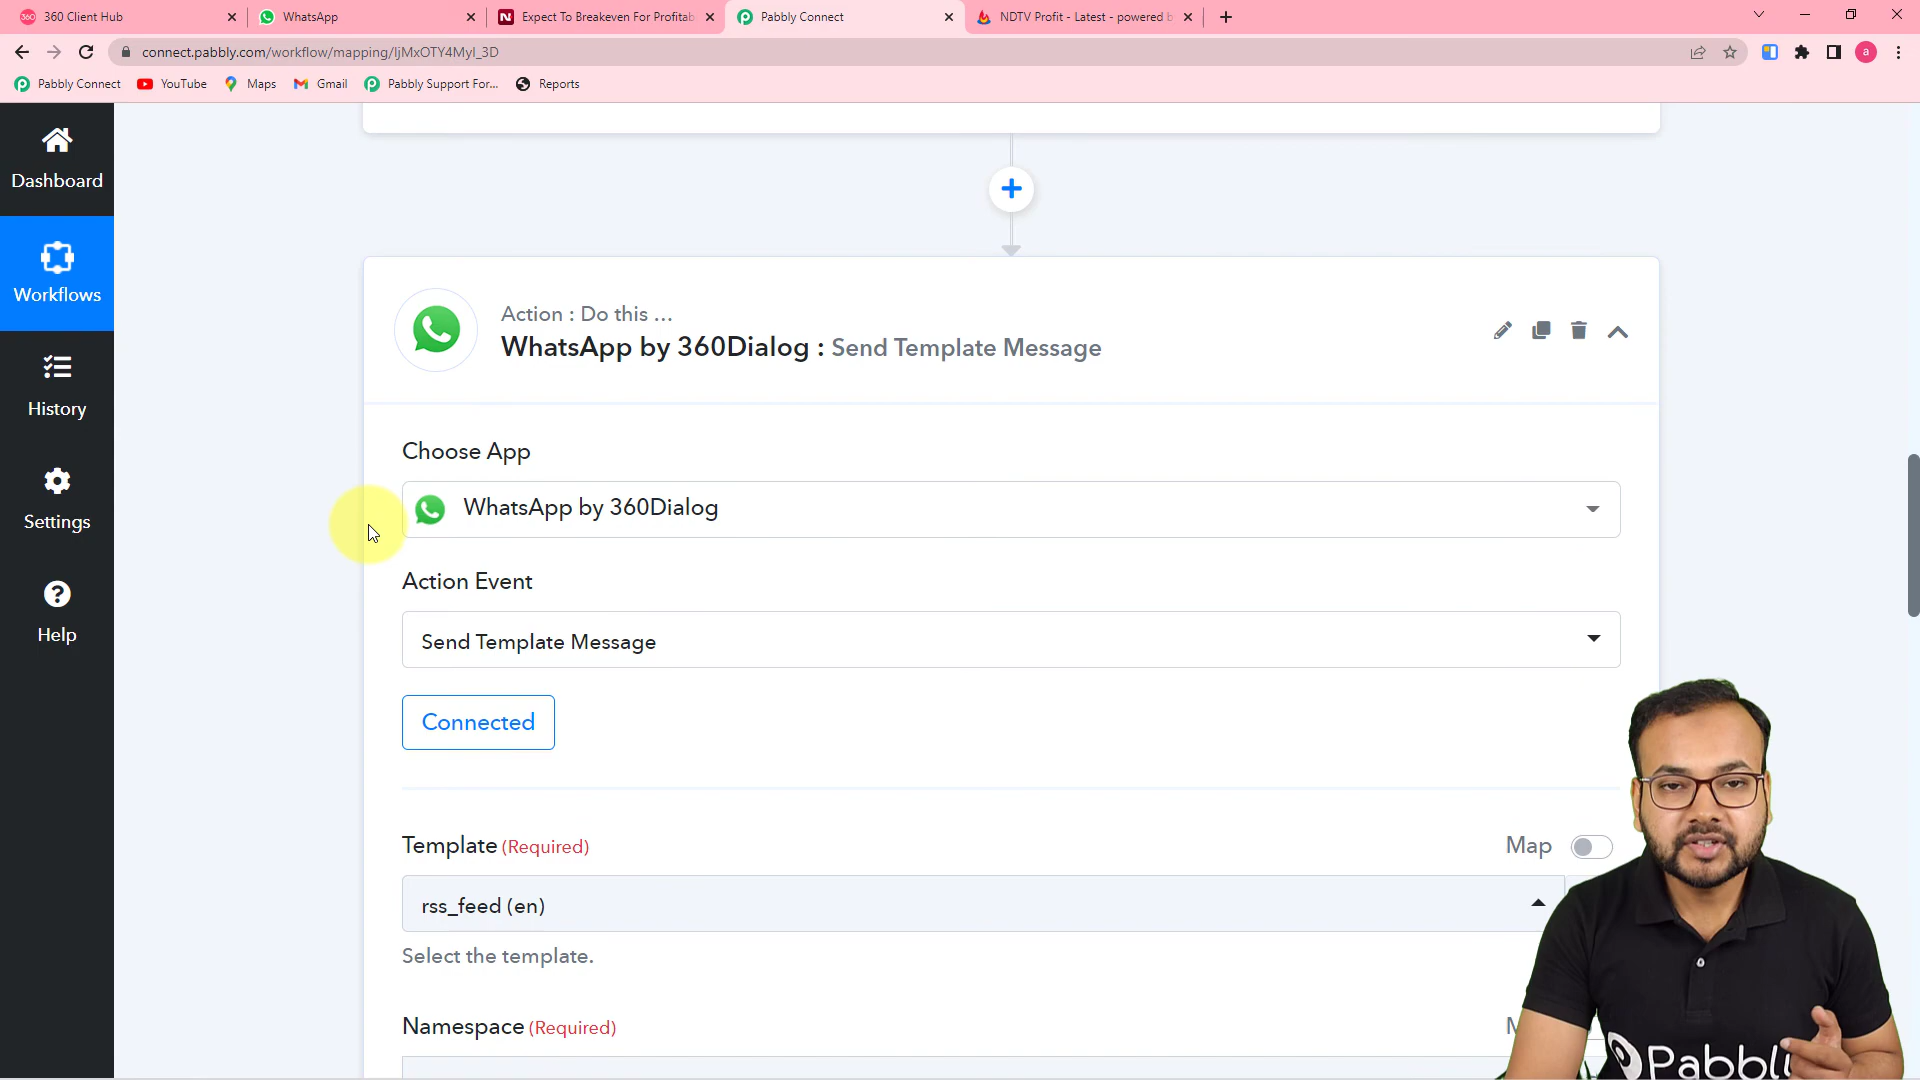 360 Client Hub
WhatsApp
Expect To Breakeven For Profitab
Pabbly Connect
NDTV Profit - Latest - powered b
connect.pabbly.com/workflow/mapping/IjMxOTY4MyI_3D
a
Pabbly Connect
YouTube
Maps
Gmail
Pabbly Support For...
Reports
Dashboard
Workflows
History
Settings
Help
Action : Do this ...
WhatsApp by 360Dialog : Send Template Message
Choose App
WhatsApp by 360Dialog
Action Event
Send Template Message
Connected
Template (Required)
Map
rss_feed (en)
Select the template.
Namespace (Required)
Pabbl